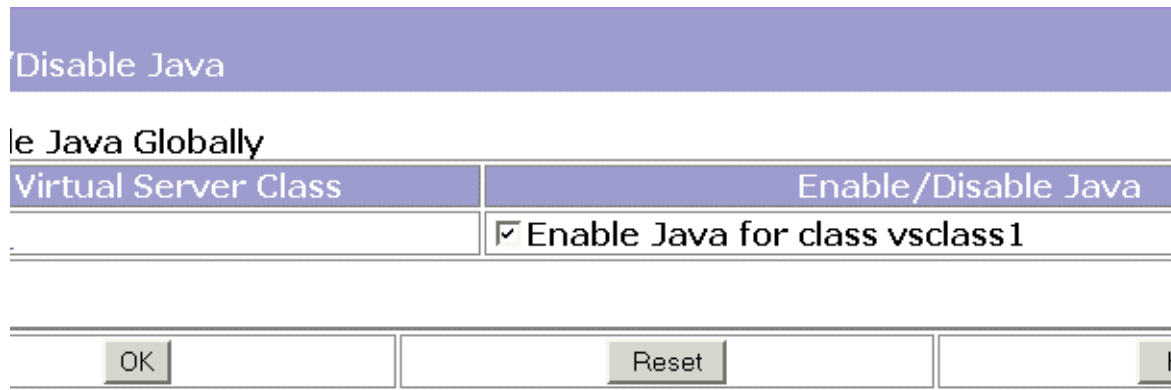 /Disable Java
le Java Globally
Virtual Server Class Enable/Disable Java
Enable Java for class vsclass1
OK Reset